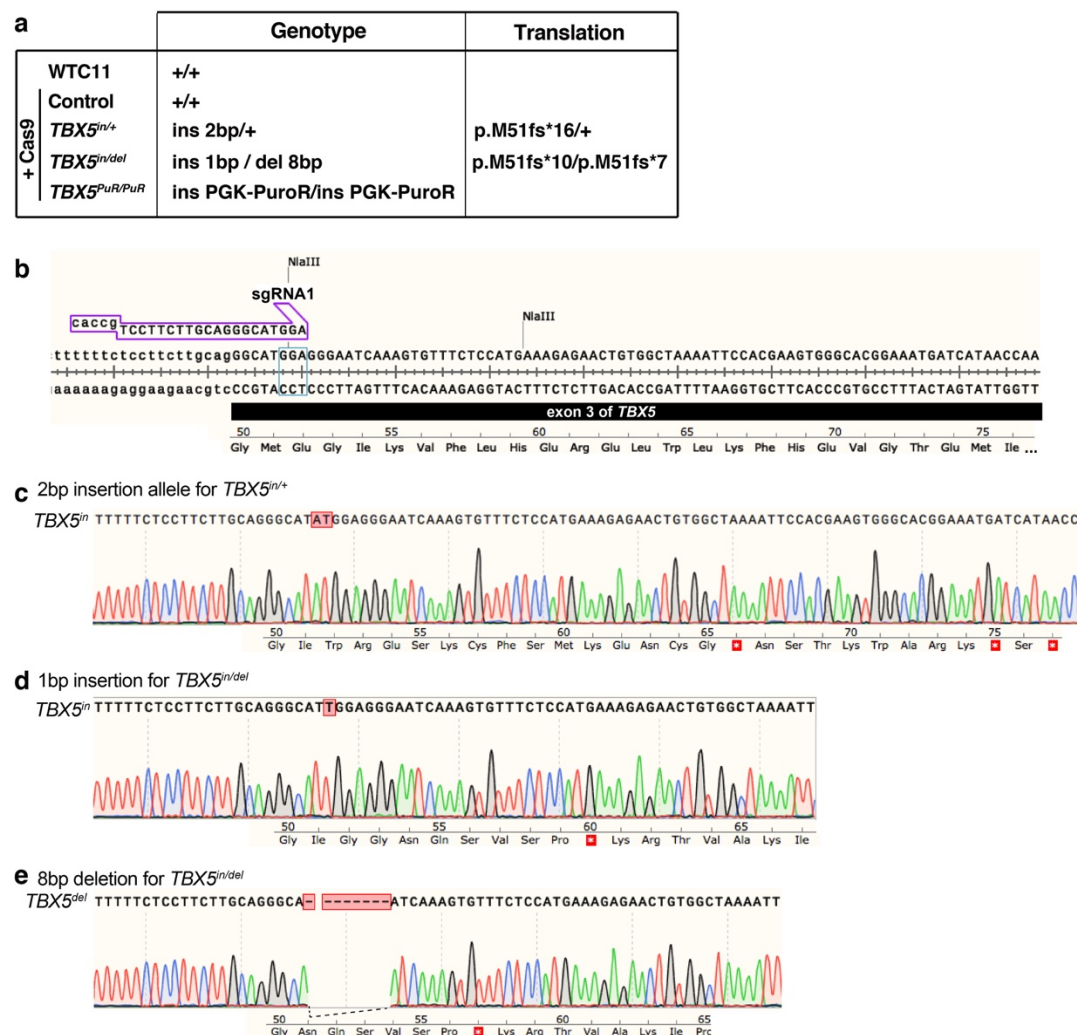 a
Genotype Translation
WTC11 +/+
+ Cas9
Control +/+
TBX5in/+ ins 2bp/+ p.M51fs*16/+
TBX5in/del ins 1bp / del 8bp p.M51fs*10/p.M51fs*7
TBX5PuR/PuR ins PGK-PuroR/ins PGK-PuroR
b
NlaIII
sgRNA1
NlaIII
caccgTCCTTCTTGCAGGGCATGGA
ttttttctccttcttgcagGGCATGGAGGGAATCAAAGTGTTTCTCCATGAAAGAGAACTGTGGCTAAAATTCCACGAAGTGGGCACGGAAATGATCATAACCAA
aaaaaagaggaagaacgtcCCGTACCTCCCTTAGTTTCACAAAGAGGTACTTTCTCTTGACACCGATTTTAAGGTGCTTCACCCGTGCCTTTACTAGTATTGGTT
exon 3 of TBX5
50 55 60 65 70 75
Gly Met Glu Gly Ile Lys Val Phe Leu His Glu Arg Glu Leu Trp Leu Lys Phe His Glu Val Gly Thr Glu Met Ile ...
c 2bp insertion allele for TBX5in/+
TBX5in TTTTTCTCCTTCTTGCAGGGCATATGGAGGGAATCAAAGTGTTTCTCCATGAAAGAGAACTGTGGCTAAAATTCCACGAAGTGGGCACGGAAATGATCATAACC
50 55 60 65 70 75
Gly Ile Trp Arg Glu Ser Lys Cys Phe Ser Met Lys Glu Asn Cys Gly * Asn Ser Thr Lys Trp Ala Arg Lys * Ser *
d 1bp insertion for TBX5in/del
TBX5in TTTTTCTCCTTCTTGCAGGGCATTGGAGGGAATCAAAGTGTTTCTCCATGAAAGAGAACTGTGGCTAAAATT
50 55 60 65
Gly Ile Gly Gly Asn Gln Ser Val Ser Pro * Lys Arg Thr Val Ala Lys Ile
e 8bp deletion for TBX5in/del
TBX5del TTTTTCTCCTTCTTGCAGGGCA- -------ATCAAAGTGTTTCTCCATGAAAGAGAACTGTGGCTAAAATT
50 55 60 65
Gly Asn Gln Ser Val Ser Pro * Lys Arg Thr Val Ala Lys Ile Pro